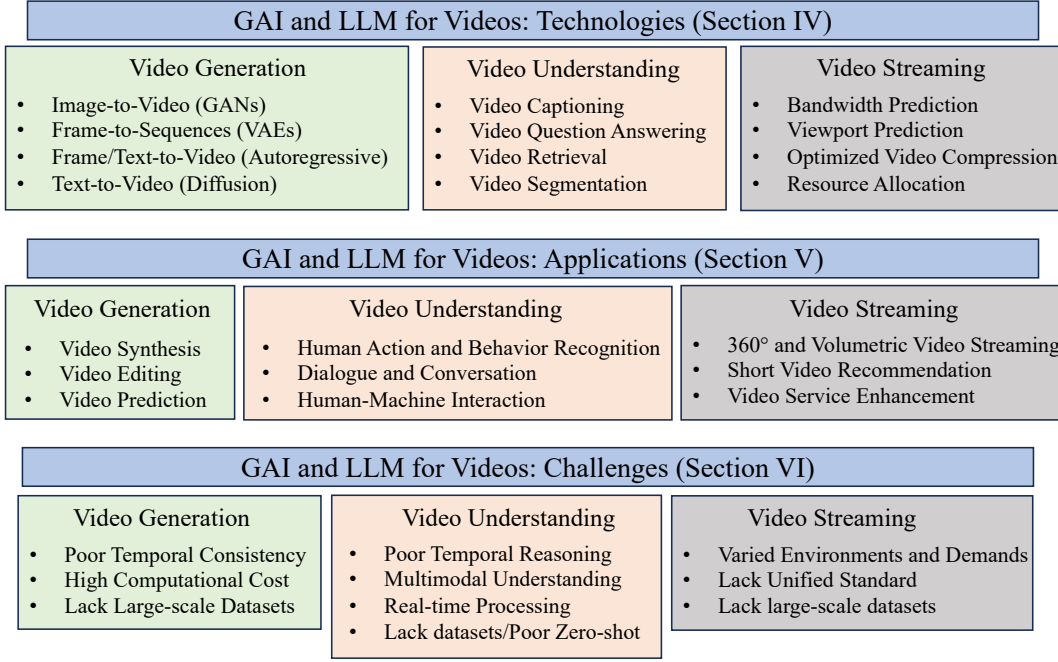 GAI and LLM for Videos: Technologies (Section IV)
Video Generation
• Image-to-Video (GANs)
• Frame-to-Sequences (VAEs)
• Frame/Text-to-Video (Autoregressive)
• Text-to-Video (Diffusion)
Video Understanding
• Video Captioning
• Video Question Answering
• Video Retrieval
• Video Segmentation
Video Streaming
• Bandwidth Prediction
• Viewport Prediction
• Optimized Video Compression
• Resource Allocation
GAI and LLM for Videos: Applications (Section V)
Video Generation
• Video Synthesis
• Video Editing
• Video Prediction
Video Understanding
• Human Action and Behavior Recognition
• Dialogue and Conversation
• Human-Machine Interaction
Video Streaming
• 360° and Volumetric Video Streaming
• Short Video Recommendation
• Video Service Enhancement
GAI and LLM for Videos: Challenges (Section VI)
Video Generation
• Poor Temporal Consistency
• High Computational Cost
• Lack Large-scale Datasets
Video Understanding
• Poor Temporal Reasoning
• Multimodal Understanding
• Real-time Processing
• Lack datasets/Poor Zero-shot
Video Streaming
• Varied Environments and Demands
• Lack Unified Standard
• Lack large-scale datasets